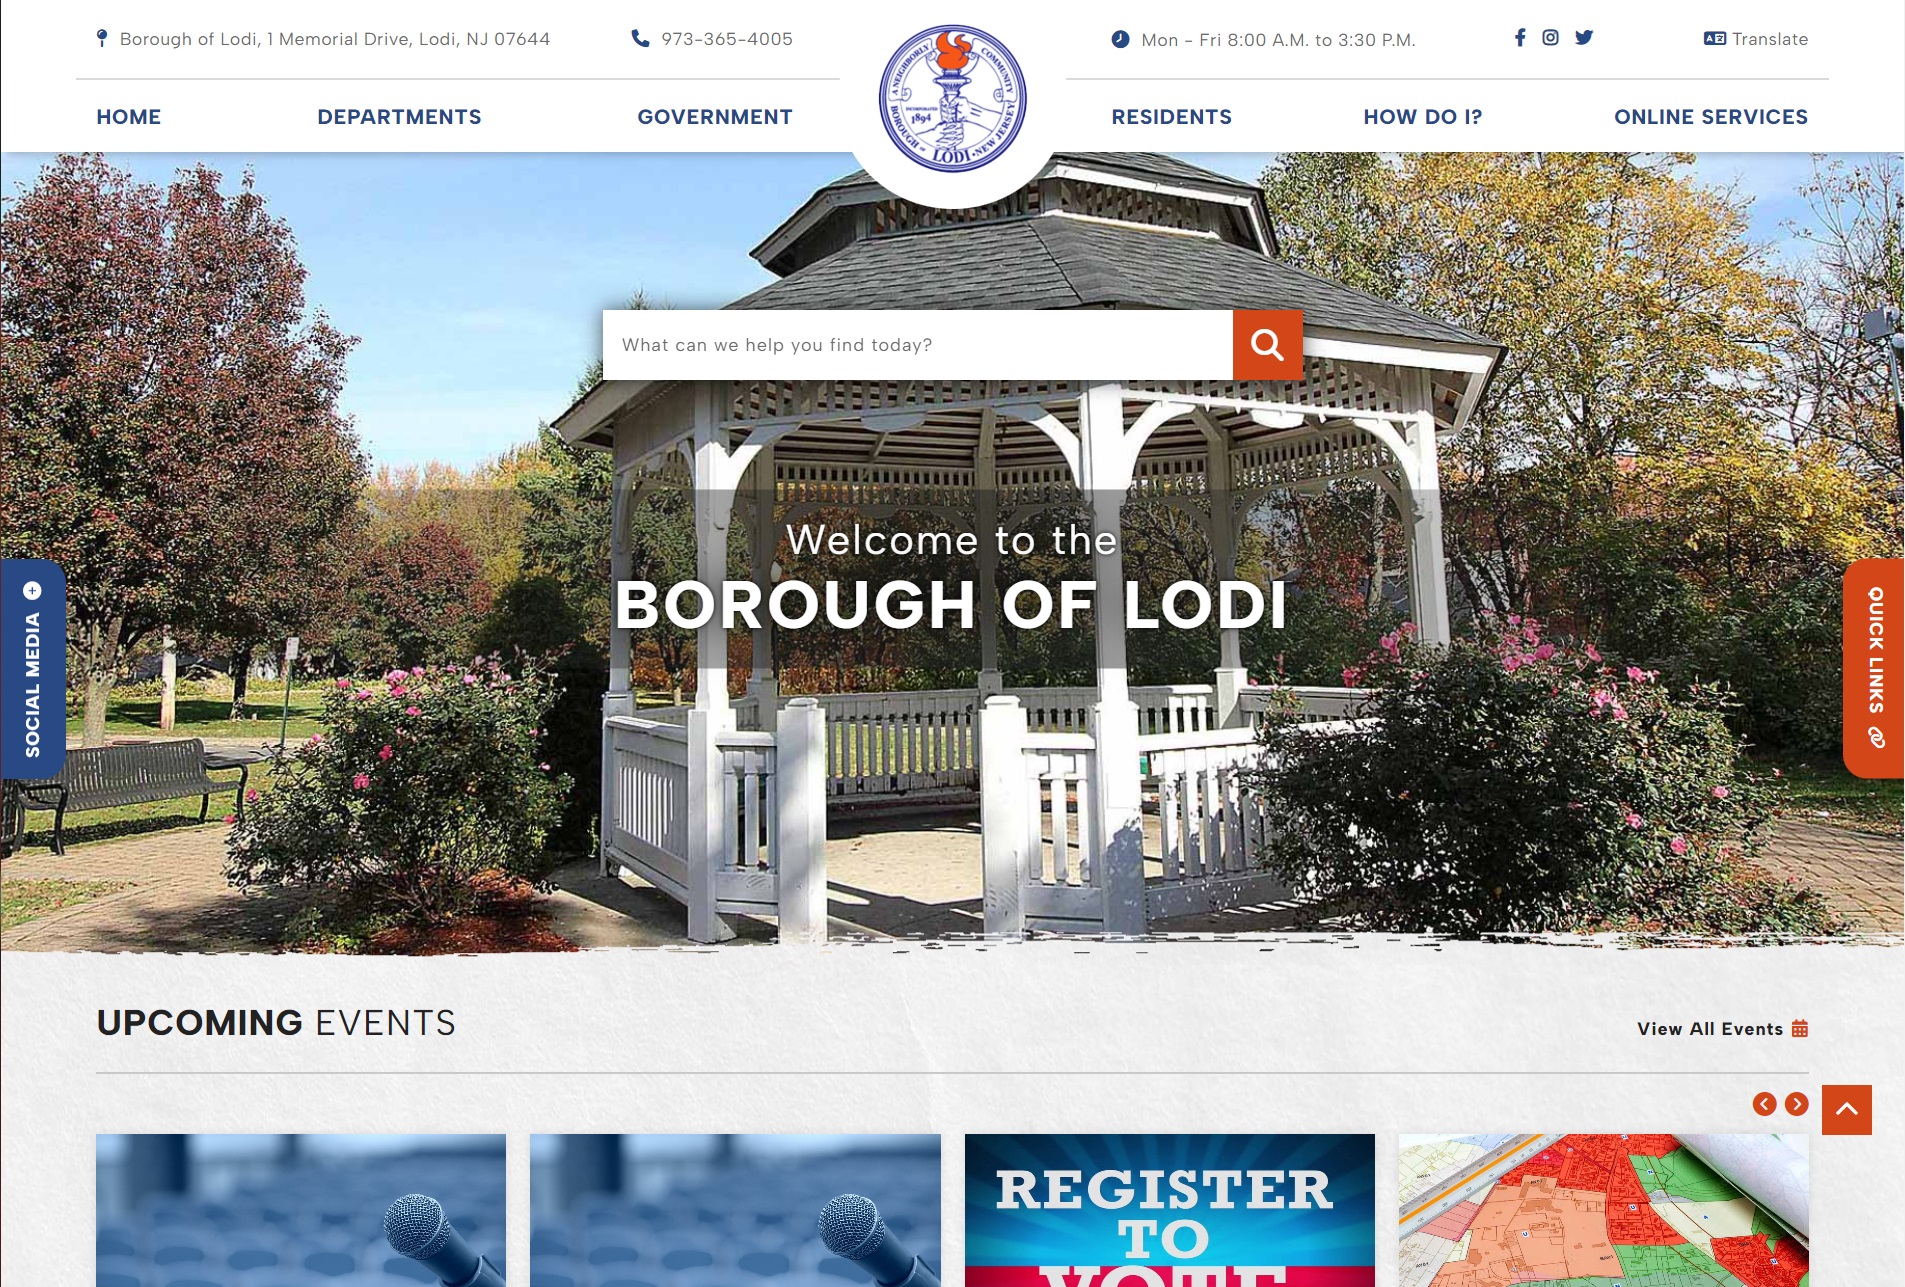 Borough of Lodi, 1 Memorial Drive, Lodi, NJ 07644
973-365-4005
A NEIGHBORLY COMMUNITY
INCORPORATED
1894
BOROUGH OF LODI · NEW JERSEY
Mon - Fri 8:00 A.M. to 3:30 P.M.
Translate
HOME
DEPARTMENTS
GOVERNMENT
RESIDENTS
HOW DO I?
ONLINE SERVICES
What can we help you find today?
Welcome to the
BOROUGH OF LODI
SOCIAL MEDIA
QUICK LINKS
UPCOMING EVENTS
View All Events
REGISTER
TO
VOTE